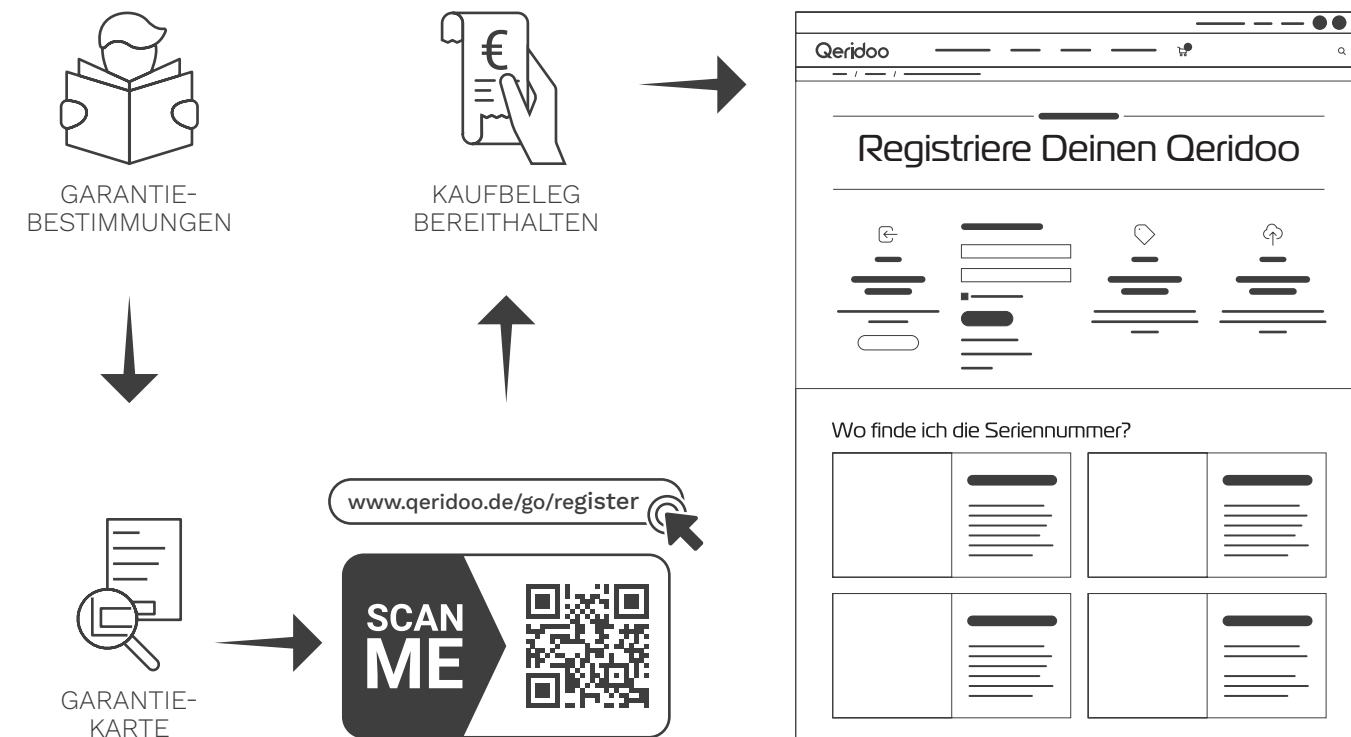 GARANTIE-
BESTIMMUNGEN
GARANTIE-
KARTE
www.qeridoo.de/go/register
SCAN
ME
€
KAUFBELEG
BEREITHALTEN
Qeridoo
Registriere Deinen Qeridoo
Wo finde ich die Seriennummer?